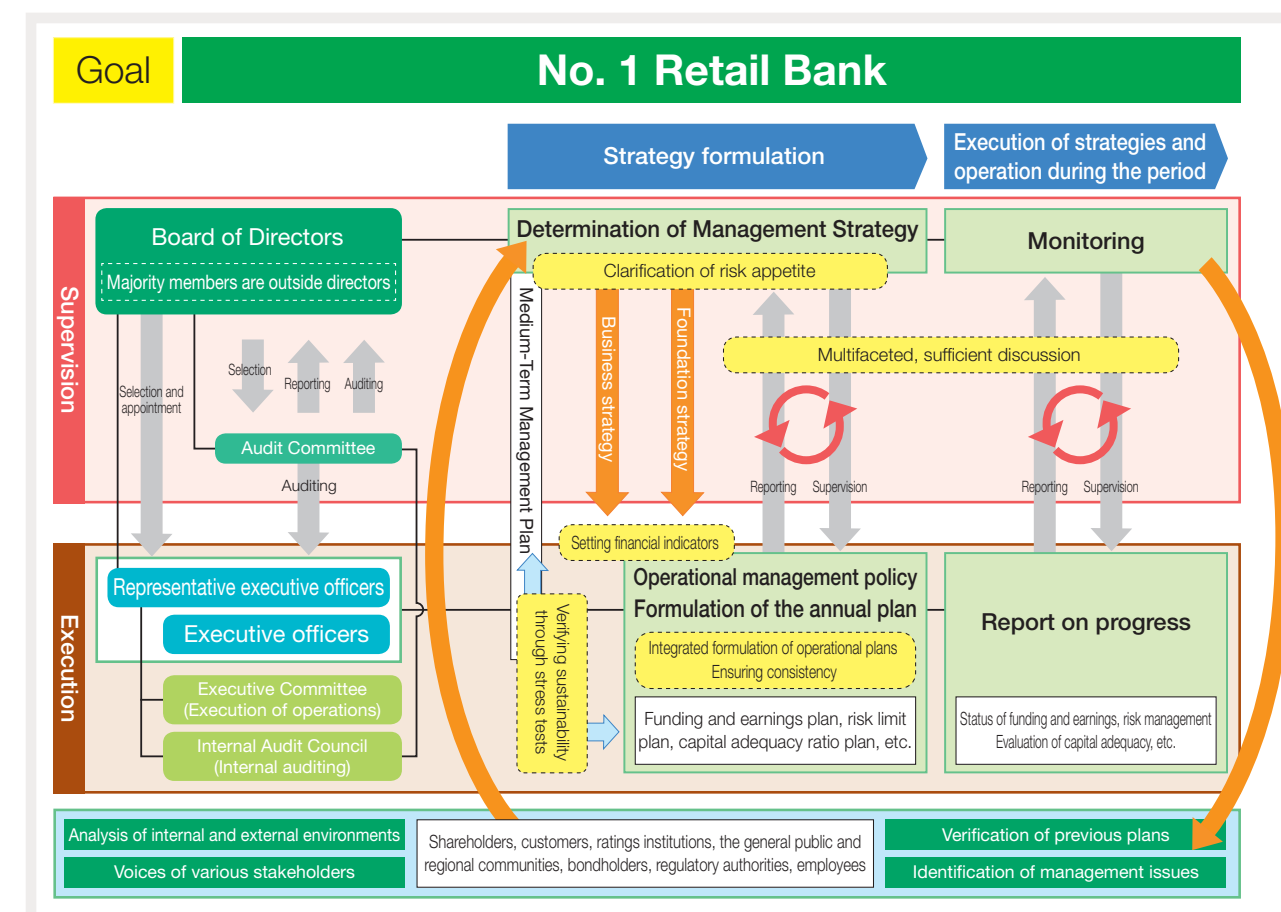 Goal
No. 1 Retail Bank
Strategy formulation
Execution of strategies and
operation during the period
Supervision
Board of Directors
Majority members are outside directors
Selection and
appointment
Selection
Reporting
Auditing
Audit Committee
Auditing
Determination of Management Strategy
Clarification of risk appetite
Medium-Term Management Plan
Business strategy
Foundation strategy
Monitoring
Multifaceted, sufficient discussion
Reporting
Supervision
Reporting
Supervision
Setting financial indicators
Execution
Representative executive officers
Executive officers
Executive Committee
(Execution of operations)
Internal Audit Council
(Internal auditing)
Verifying sustainability
through stress tests
Operational management policy
Formulation of the annual plan
Integrated formulation of operational plans
Ensuring consistency
Funding and earnings plan, risk limit
plan, capital adequacy ratio plan, etc.
Report on progress
Status of funding and earnings, risk management
Evaluation of capital adequacy, etc.
Analysis of internal and external environments
Voices of various stakeholders
Shareholders, customers, ratings institutions, the general public and
regional communities, bondholders, regulatory authorities, employees
Verification of previous plans
Identification of management issues